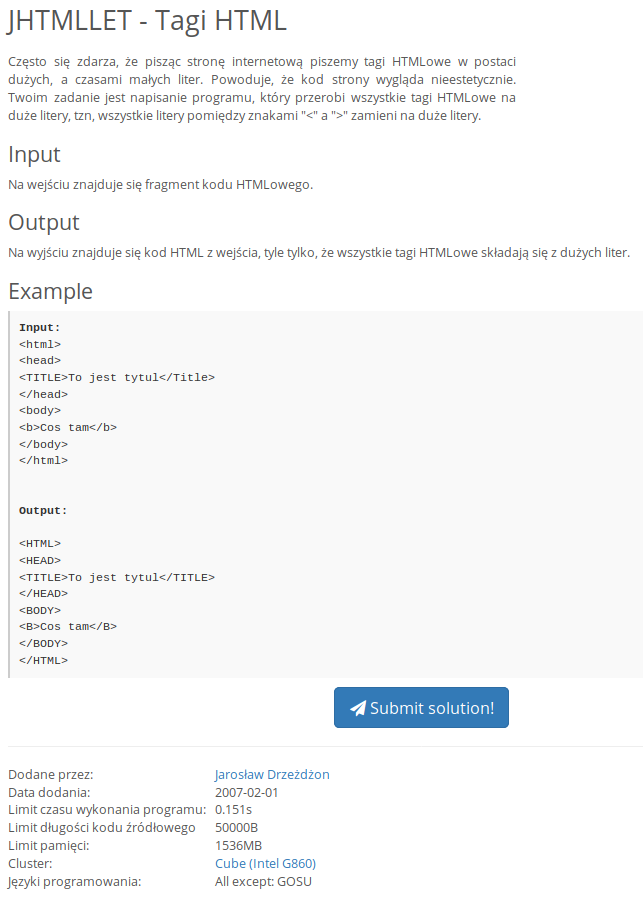 JHTMLLET - Tagi HTML
Często się zdarza, że pisząc stronę internetową piszemy tagi HTMLowe w postaci
dużych, a czasami małych liter. Powoduje, że kod strony wygląda nieestetycznie.
Twoim zadanie jest napisanie programu, który przerobi wszystkie tagi HTMLowe na
duże litery, tzn, wszystkie litery pomiędzy znakami "<" a ">" zamieni na duże litery.
Input
Na wejściu znajduje się fragment kodu HTMLowego.
Output
Na wyjściu znajduje się kod HTML z wejścia, tyle tylko, że wszystkie tagi HTMLowe składają się z dużych liter.
Example
Input:
<html>
<head>
<TITLE>To jest tytul</Title>
</head>
<body>
<b>Cos tam</b>
</body>
</html>
Output:
<HTML>
<HEAD>
<TITLE>To jest tytul</TITLE>
</HEAD>
<BODY>
<B>Cos tam</B>
</BODY>
</HTML>
Submit solution!
Dodane przez: Jarosław Drzeżdżon
Data dodania: 2007-02-01
Limit czasu wykonania programu: 0.151s
Limit długości kodu źródłowego 50000B
Limit pamięci: 1536MB
Cluster: Cube (Intel G860)
Języki programowania: All except: GOSU